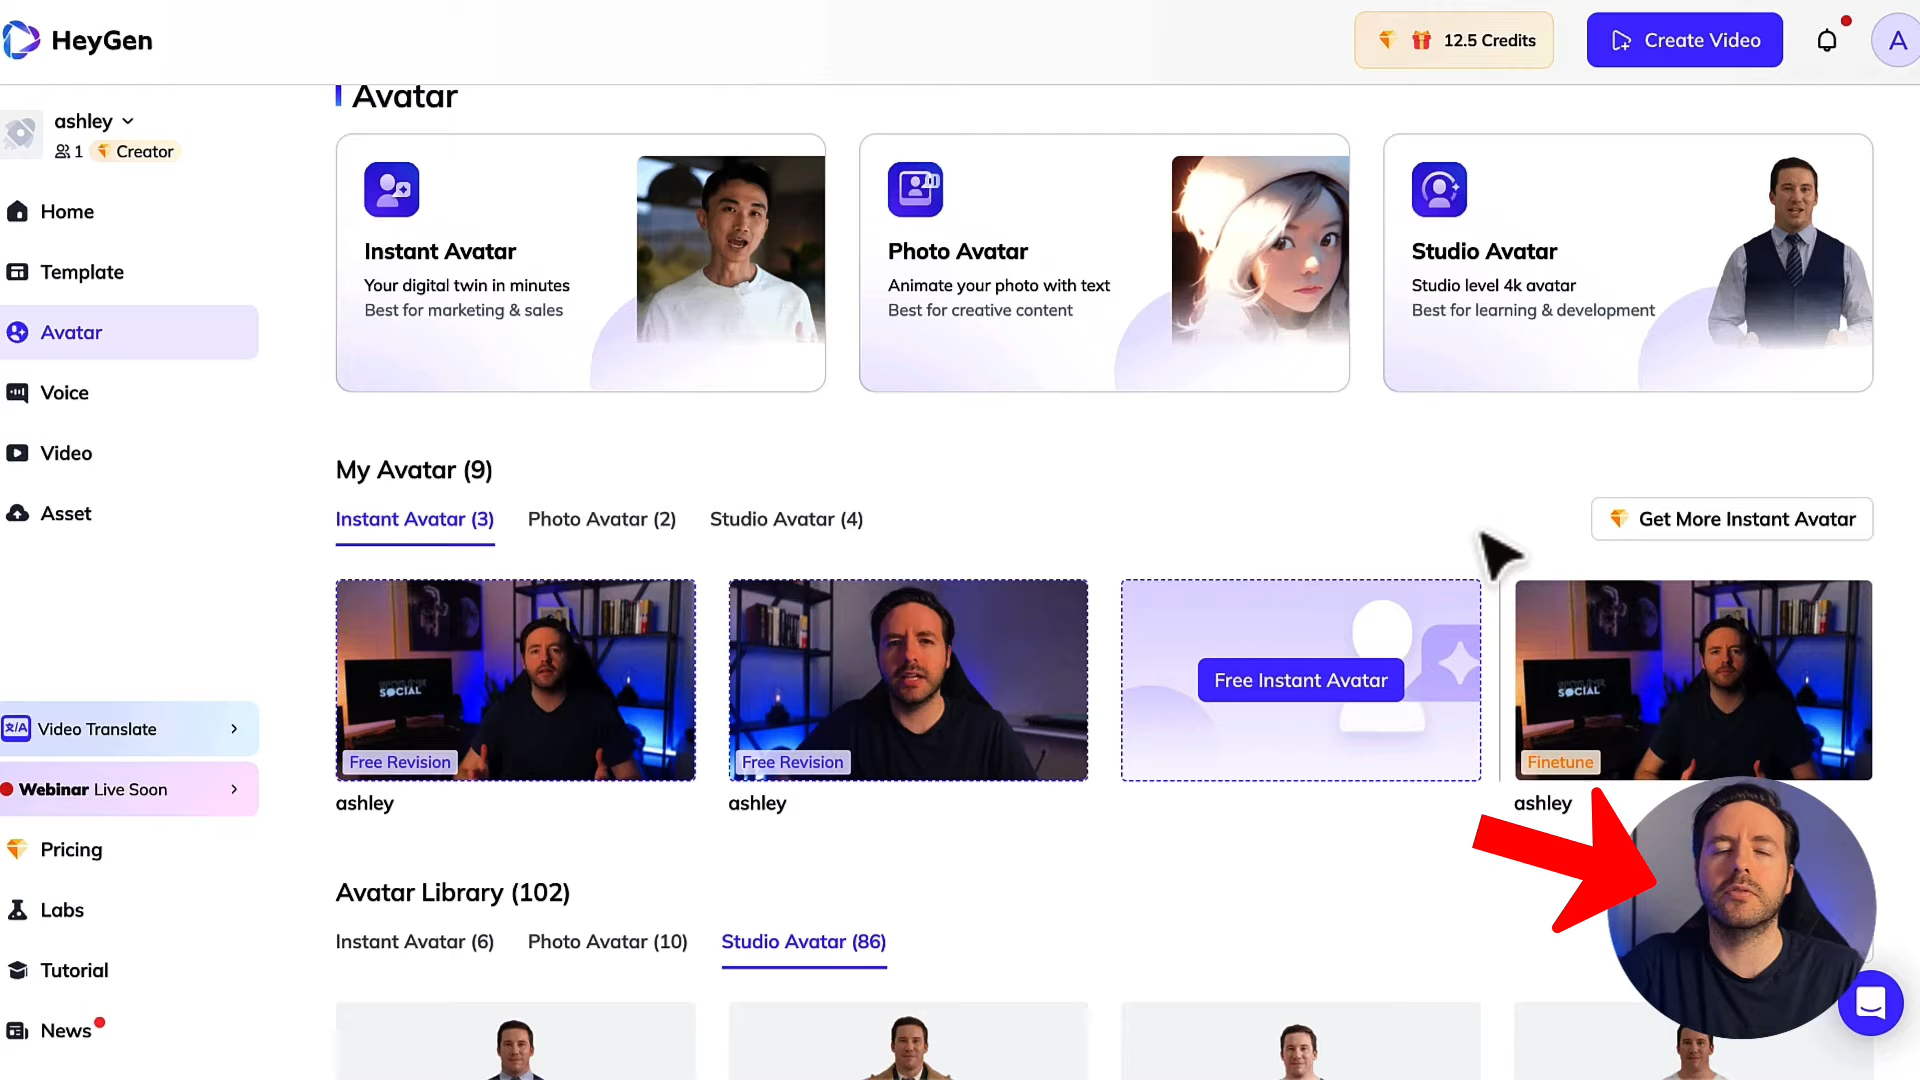 HeyGen
12.5 Credits
Create Video
A
ashley
1
Creator
Home
Template
Avatar
Voice
Video
Asset
Video Translate
Webinar Live Soon
Pricing
Labs
Tutorial
News
Avatar
Instant Avatar
Your digital twin in minutes
Best for marketing & sales
Photo Avatar
Animate your photo with text
Best for creative content
Studio Avatar
Studio level 4k avatar
Best for learning & development
My Avatar (9)
Instant Avatar (3)
Photo Avatar (2)
Studio Avatar (4)
Get More Instant Avatar
SOCIAL
Free Revision
ashley
Free Revision
ashley
Free Instant Avatar
SOCIAL
Finetune
ashley
Avatar Library (102)
Instant Avatar (6)
Photo Avatar (10)
Studio Avatar (86)